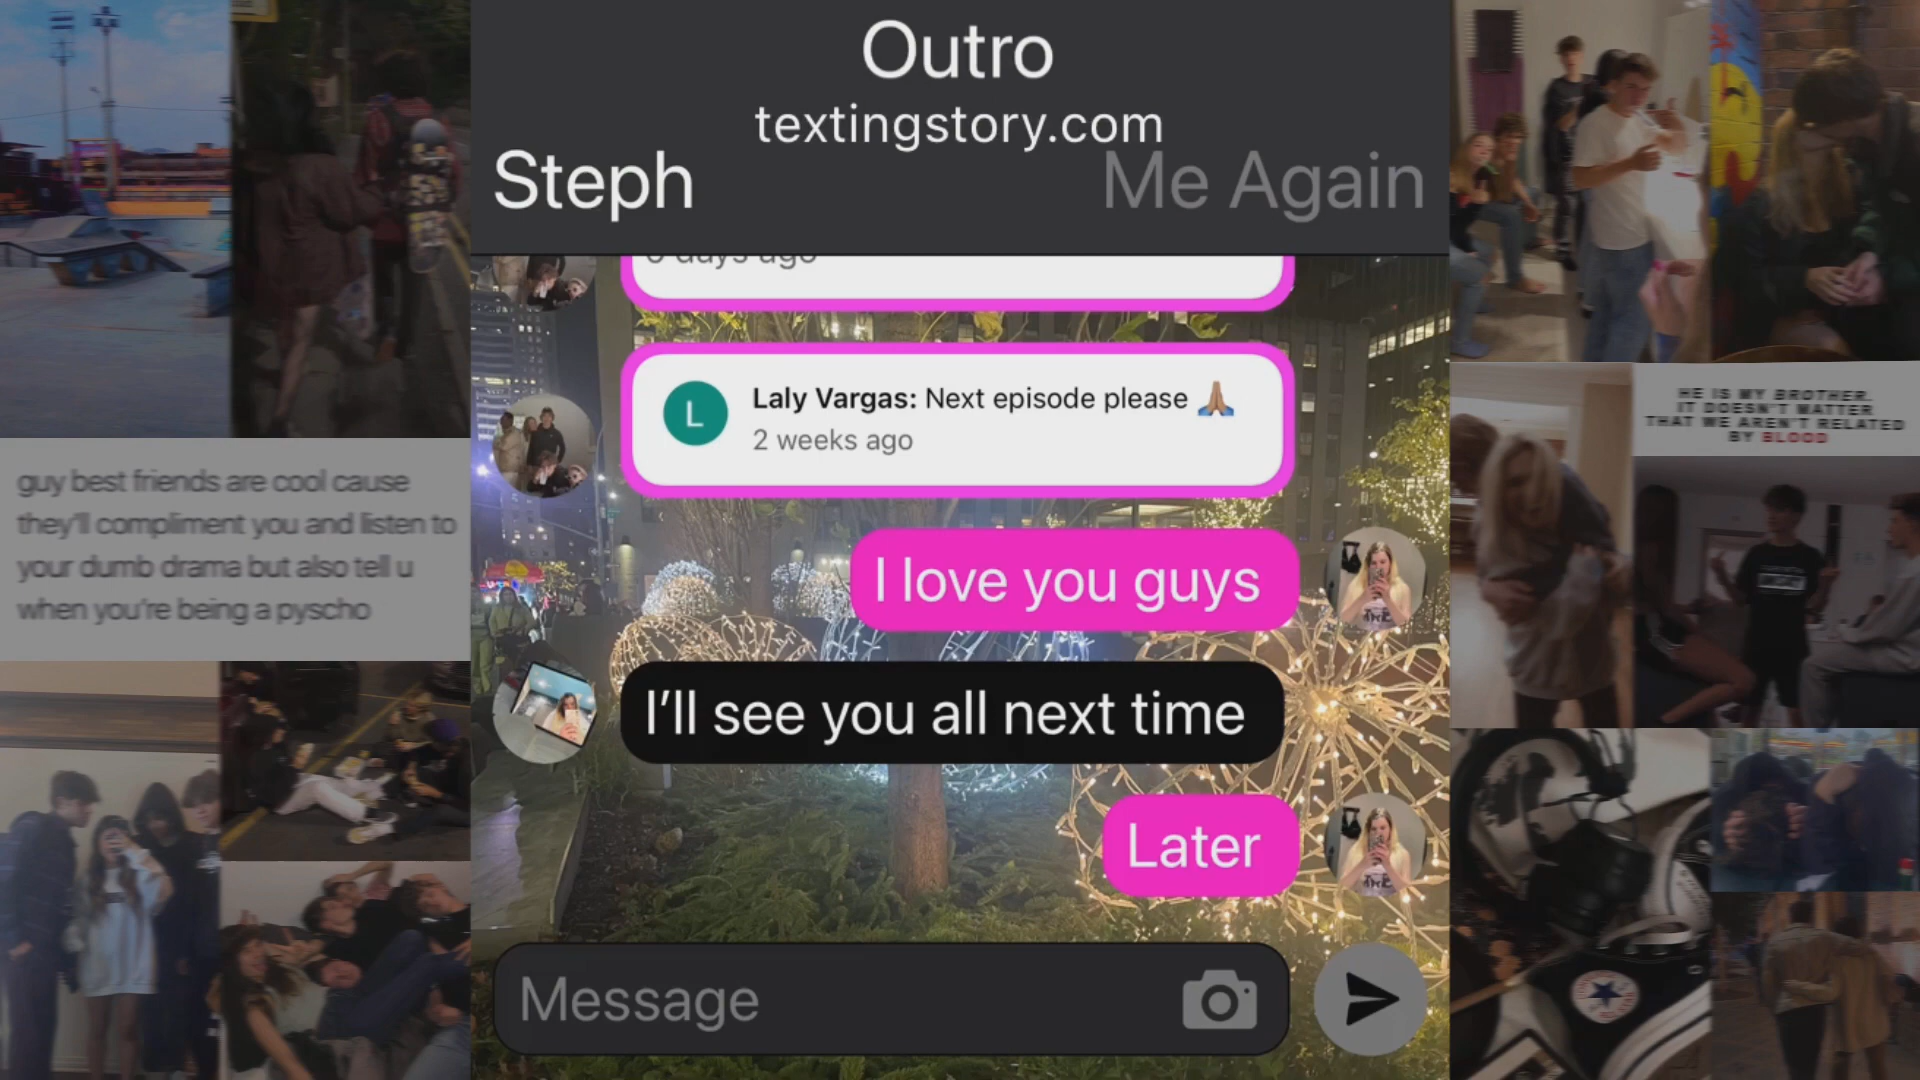 Outro
textingstory.com
Steph
Me Again
days ago
Laly Vargas: Next episode please 🙏🏽
2 weeks ago
I love you guys
I'll see you all next time
Later
Message
guy best friends are cool cause
they'll compliment you and listen to
your dumb drama but also tell u
when you're being a pyscho
HE IS MY BROTHER.
IT DOESN'T MATTER
THAT WE AREN'T RELATED
BY BLOOD
L